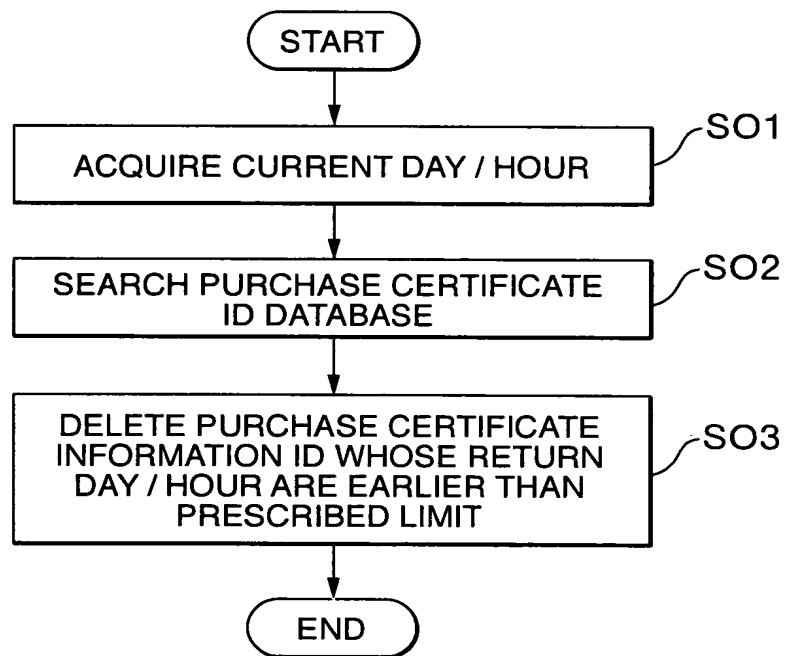 START
ACQUIRE CURRENT DAY / HOUR
SO1
SEARCH PURCHASE CERTIFICATE
ID DATABASE
SO2
DELETE PURCHASE CERTIFICATE
INFORMATION ID WHOSE RETURN
DAY / HOUR ARE EARLIER THAN
PRESCRIBED LIMIT
SO3
END